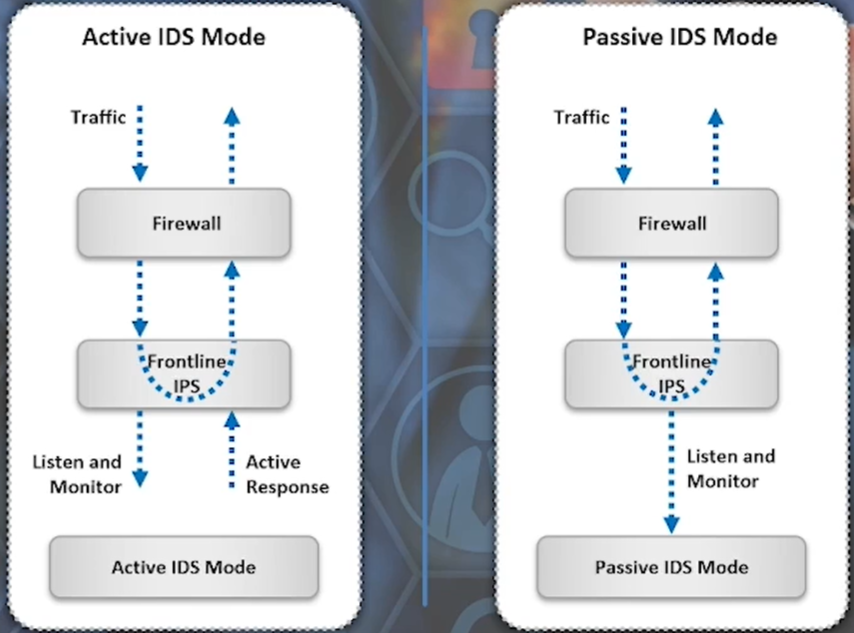 Active IDS Mode
Traffic
Firewall
Frontline
IPS
Listen and
Monitor
Active
Response
Active IDS Mode
Passive IDS Mode
Traffic
Firewall
Frontline
IPS
Listen and
Monitor
Passive IDS Mode